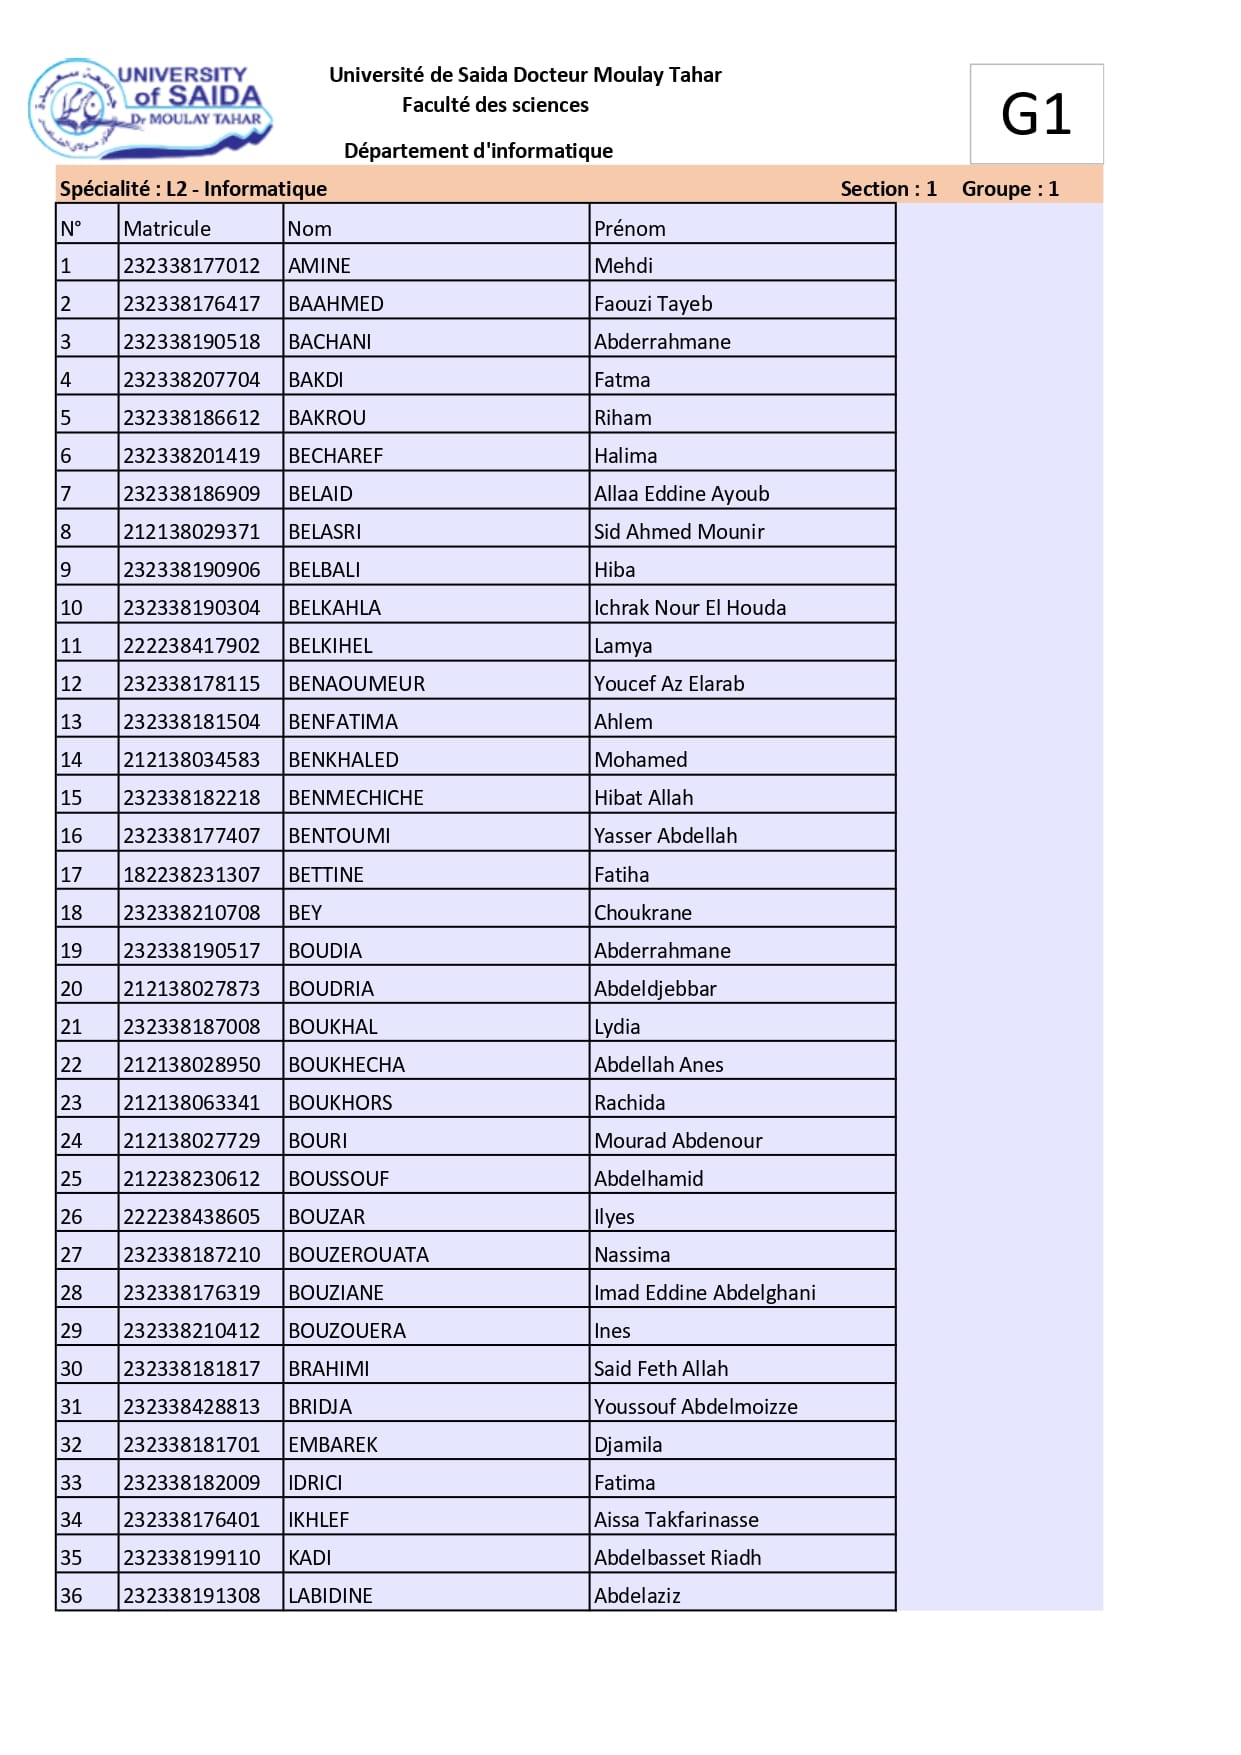 UNIVERSITY
of SAIDA
Dr MOULAY TAHAR
Université de Saida Docteur Moulay Tahar
Faculté des sciences
Département d'informatique
G1
Spécialité : L2 - Informatique Section : 1 Groupe : 1
N° Matricule Nom Prénom
1 232338177012 AMINE Mehdi
2 232338176417 BAAHMED Faouzi Tayeb
3 232338190518 BACHANI Abderrahmane
4 232338207704 BAKDI Fatma
5 232338186612 BAKROU Riham
6 232338201419 BECHAREF Halima
7 232338186909 BELAID Allaa Eddine Ayoub
8 212138029371 BELASRI Sid Ahmed Mounir
9 232338190906 BELBALI Hiba
10 232338190304 BELKAHLA Ichrak Nour El Houda
11 222238417902 BELKIHEL Lamya
12 232338178115 BENAOUMEUR Youcef Az Elarab
13 232338181504 BENFATIMA Ahlem
14 212138034583 BENKHALED Mohamed
15 232338182218 BENMECHICHE Hibat Allah
16 232338177407 BENTOUMI Yasser Abdellah
17 182238231307 BETTINE Fatiha
18 232338210708 BEY Choukrane
19 232338190517 BOUDIA Abderrahmane
20 212138027873 BOUDRIA Abdeldjebbar
21 232338187008 BOUKHAL Lydia
22 212138028950 BOUKHECHA Abdellah Anes
23 212138063341 BOUKHORS Rachida
24 212138027729 BOURI Mourad Abdenour
25 212238230612 BOUSSOUF Abdelhamid
26 222238438605 BOUZAR Ilyes
27 232338187210 BOUZEROUATA Nassima
28 232338176319 BOUZIANE Imad Eddine Abdelghani
29 232338210412 BOUZOUERA Ines
30 232338181817 BRAHIMI Said Feth Allah
31 232338428813 BRIDJA Youssouf Abdelmoizze
32 232338181701 EMBAREK Djamila
33 232338182009 IDRICI Fatima
34 232338176401 IKHLEF Aissa Takfarinasse
35 232338199110 KADI Abdelbasset Riadh
36 232338191308 LABIDINE Abdelaziz